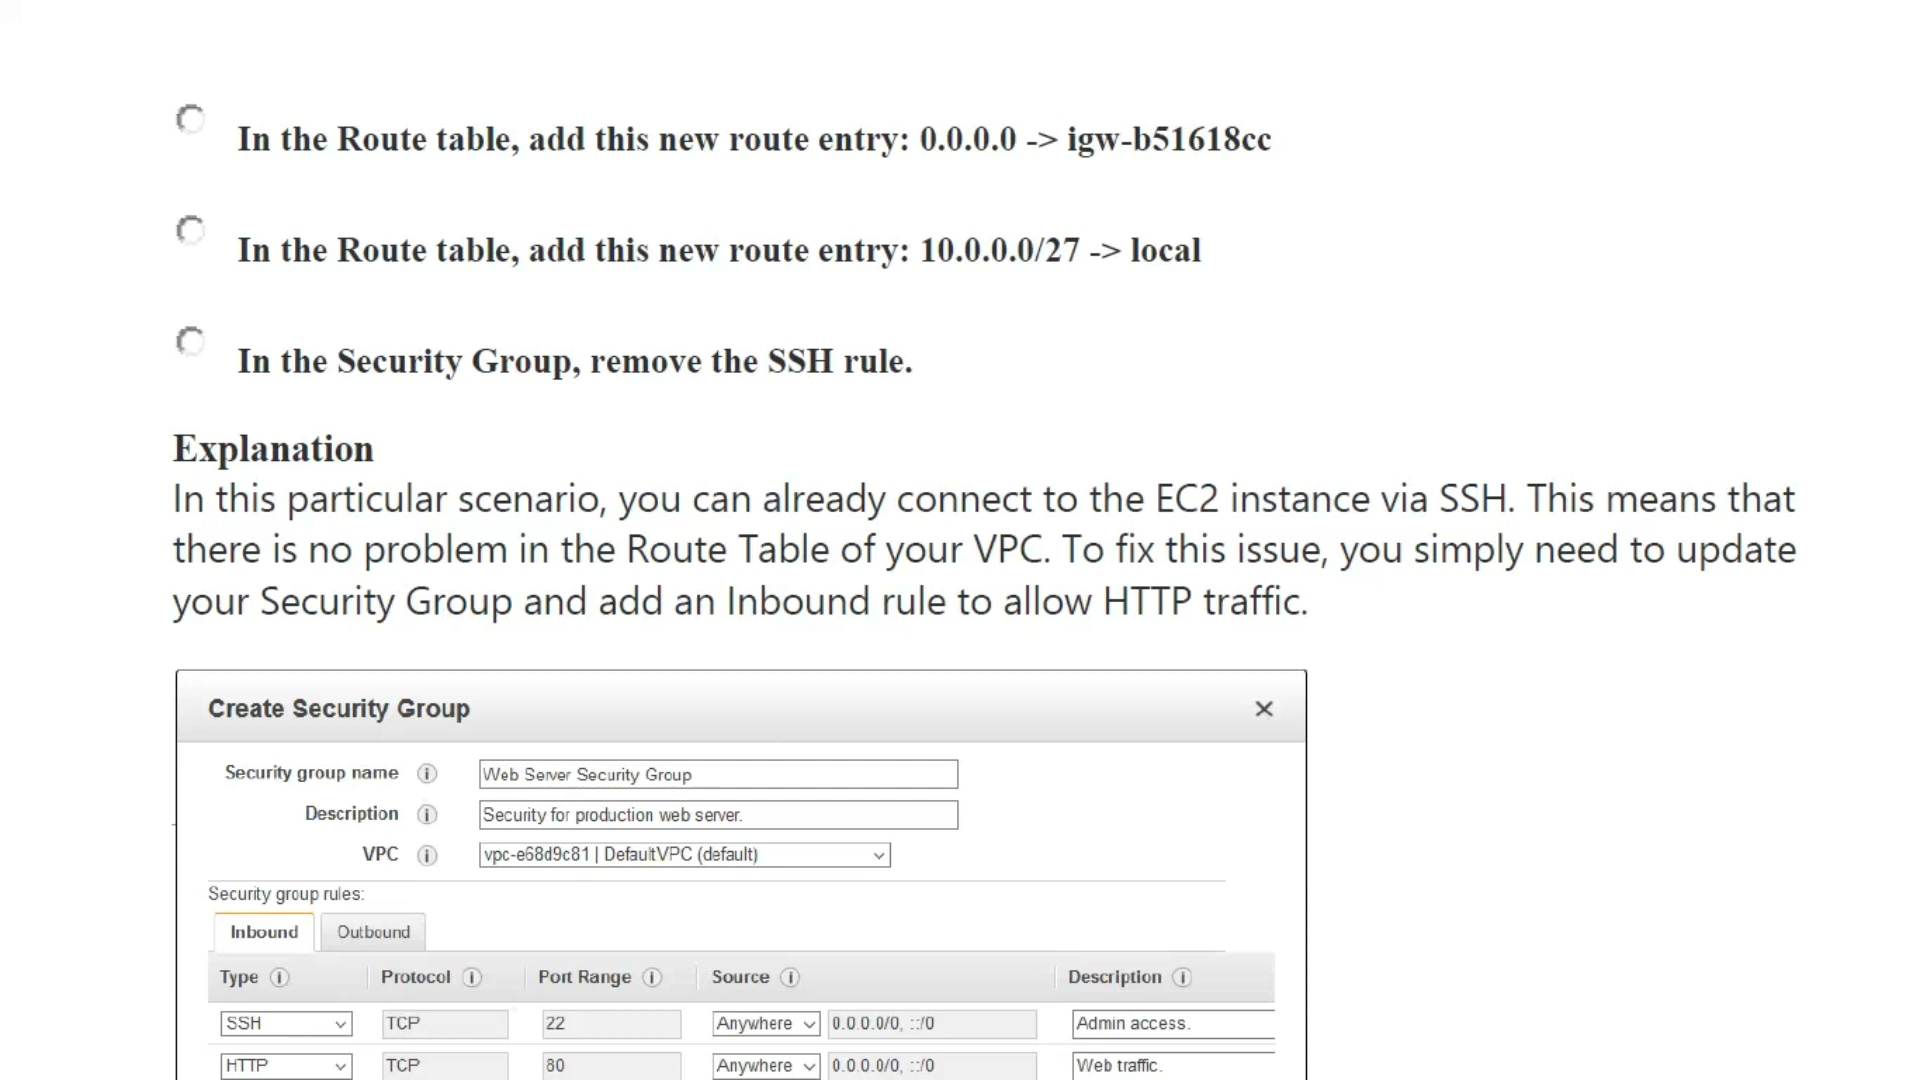 In the Route table, add this new route entry: 0.0.0.0 -> igw-b51618cc
In the Route table, add this new route entry: 10.0.0.0/27 -> local
In the Security Group, remove the SSH rule.
Explanation
In this particular scenario, you can already connect to the EC2 instance via SSH. This means that
there is no problem in the Route Table of your VPC. To fix this issue, you simply need to update
your Security Group and add an Inbound rule to allow HTTP traffic.
Create Security Group
Security group name Web Server Security Group
Description Security for production web server.
VPC vpc-e68d9c81 | DefaultVPC (default)
Security group rules:
Inbound Outbound
Type Protocol Port Range Source Description
SSH TCP 22 Anywhere 0.0.0.0/0, ::/0 Admin access.
HTTP TCP 80 Anywhere 0.0.0.0/0, ::/0 Web traffic.